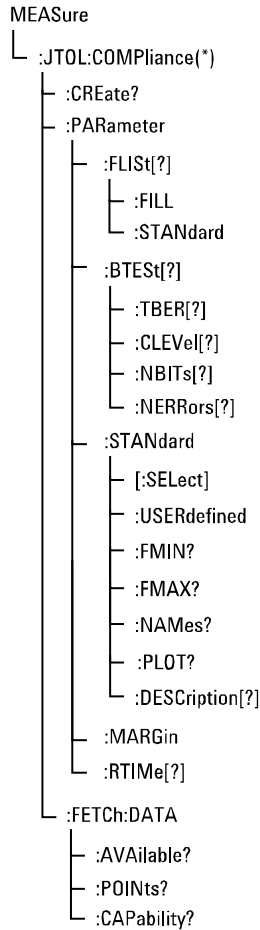 MEASure
:JTOL:COMPliance(*)
:CREate?
:PARameter
:FLISt[?]
:FILL
:STANdard
:BTESt[?]
:TBER[?]
:CLEVel[?]
:NBITs[?]
:NERRors[?]
:STANdard
[:SELect]
:USERdefined
:FMIN?
:FMAX?
:NAMes?
:PLOT?
:DESCription[?]
:MARGin
:RTIMe[?]
:FETCh:DATA
:AVAilable?
:POINts?
:CAPability?